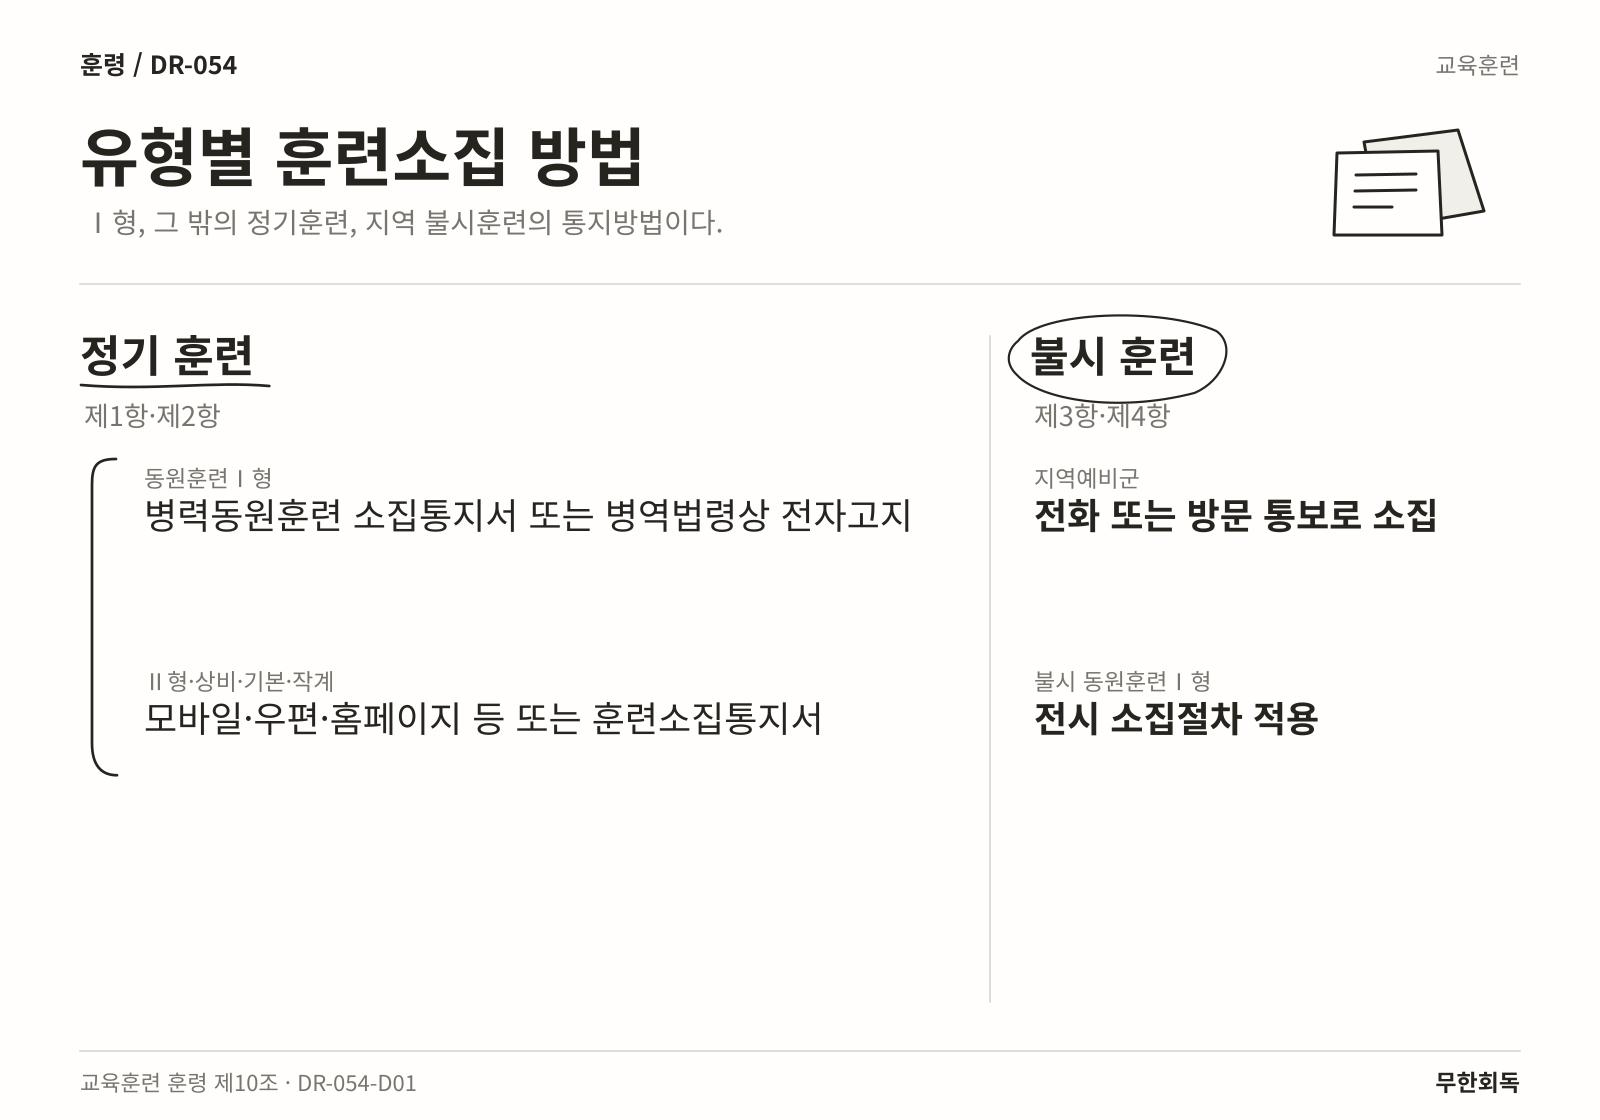 훈령 / DR-054
교육훈련
유형별 훈련소집 방법
Ⅰ형, 그 밖의 정기훈련, 지역 불시훈련의 통지방법이다.
정기 훈련
제1항·제2항
동원훈련Ⅰ형
병력동원훈련 소집통지서 또는 병역법령상 전자고지
Ⅱ형·상비·기본·작계
모바일·우편·홈페이지 등 또는 훈련소집통지서
불시 훈련
제3항·제4항
지역예비군
전화 또는 방문 통보로 소집
불시 동원훈련Ⅰ형
전시 소집절차 적용
교육훈련 훈령 제10조 · DR-054-D01
무한회독